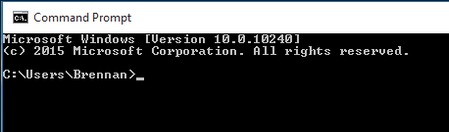 Command Prompt
Microsoft Windows [Version 10.0.10240]
(c) 2015 Microsoft Corporation. All rights reserved.
C:\Users\Brennan>_